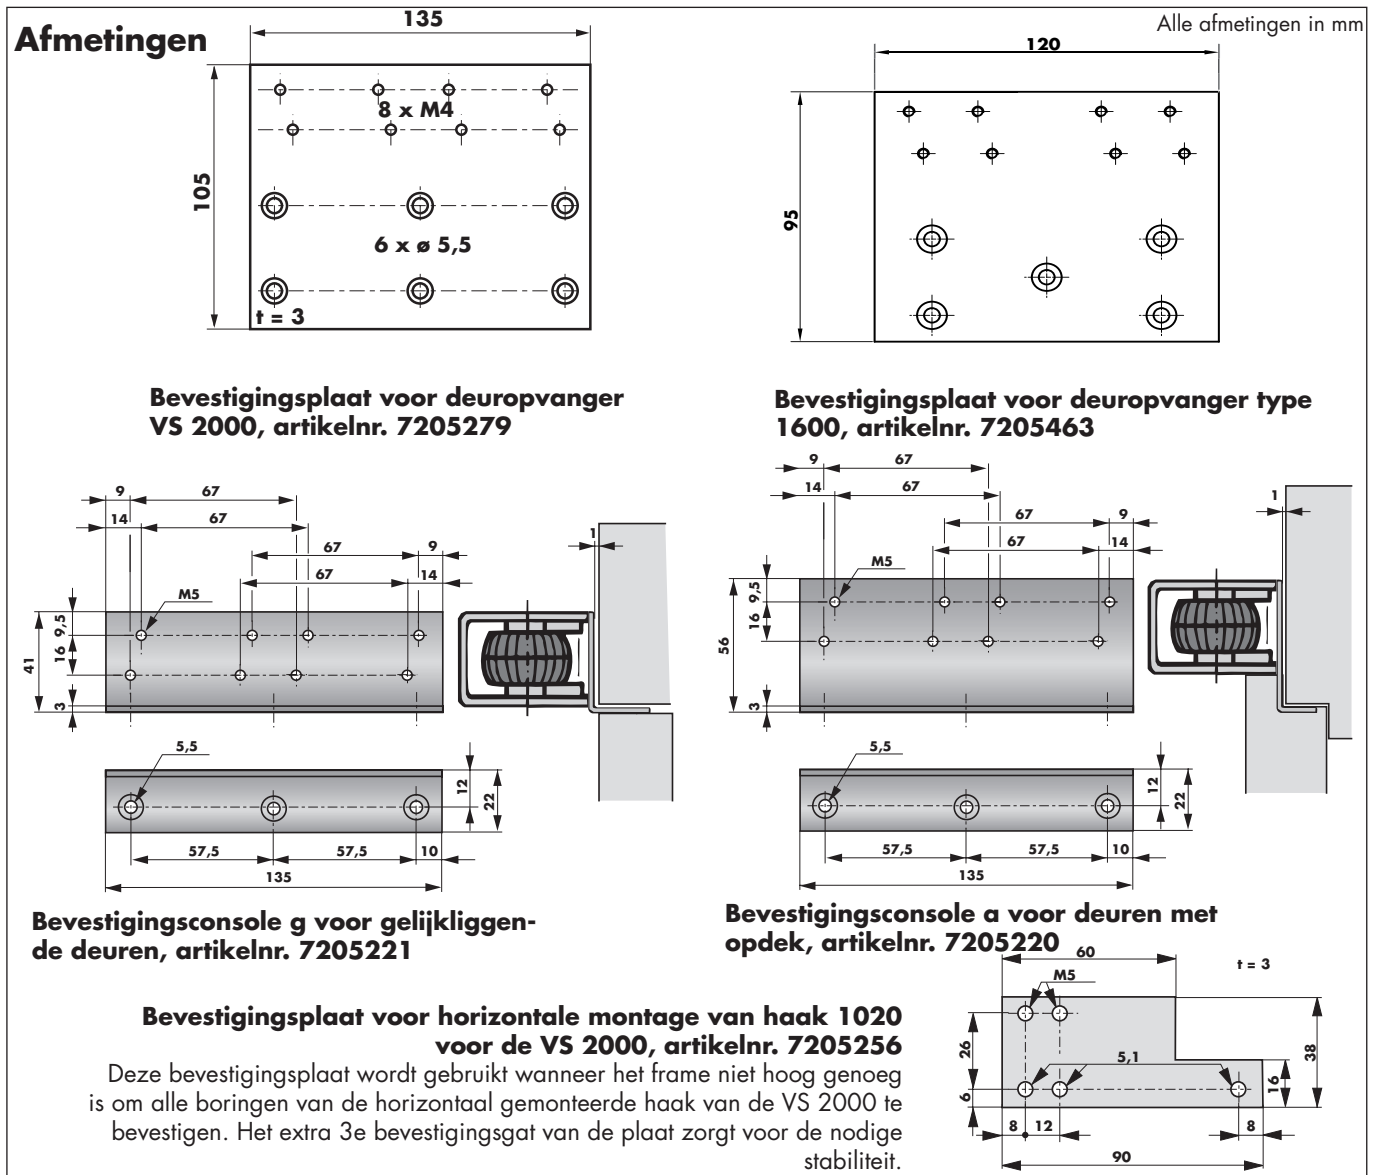 Afmetingen
Alle afmetingen in mm
135
8 x M4
105
6 x ø 5,5
t = 3
120
95
Bevestigingsplaat voor deuropvanger
VS 2000, artikelnr. 7205279
Bevestigingsplaat voor deuropvanger type
1600, artikelnr. 7205463
9 67
14 67
67 9
67 14
M5
9,5
16
41
3
1
5,5
12
22
57,5 57,5 10
135
9 67
14 67
67 9
67 14
M5
9,5
16
56
3
1
5,5
12
22
57,5 57,5 10
135
Bevestigingsconsole g voor gelijkliggen-
de deuren, artikelnr. 7205221
Bevestigingsconsole a voor deuren met
opdek, artikelnr. 7205220
Bevestigingsplaat voor horizontale montage van haak 1020
voor de VS 2000, artikelnr. 7205256
Deze bevestigingsplaat wordt gebruikt wanneer het frame niet hoog genoeg
is om alle boringen van de horizontaal gemonteerde haak van de VS 2000 te
bevestigen. Het extra 3e bevestigingsgat van de plaat zorgt voor de nodige
stabiliteit.
60
t = 3
M5
26
5,1
38
16
6
8 12 8
90